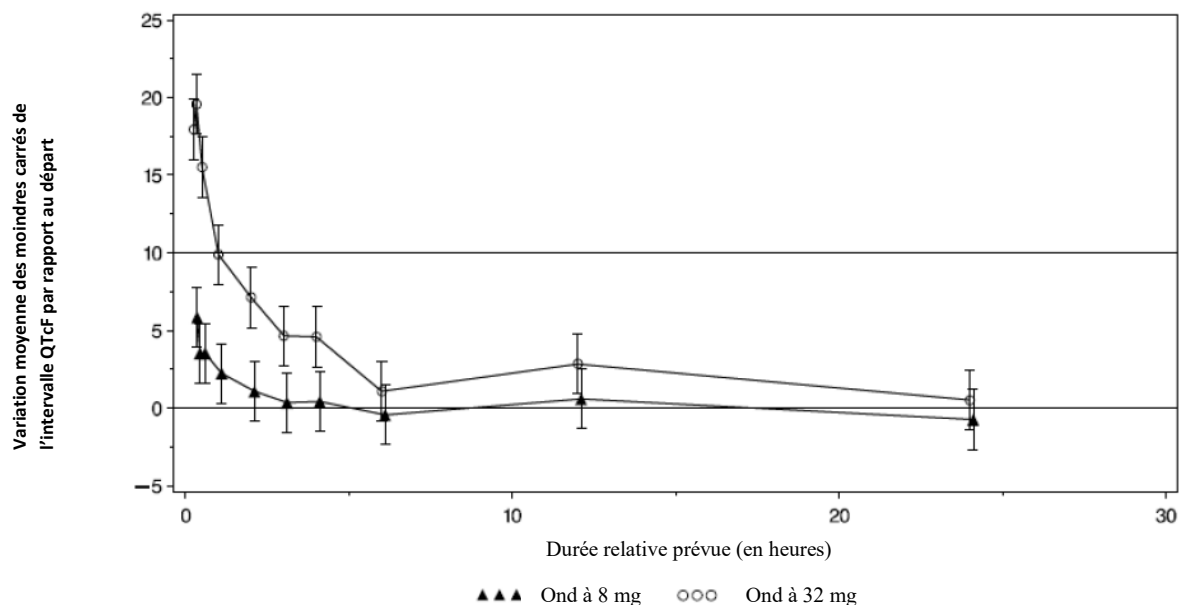 Variation moyenne des moindres carrés de
l'intervalle QTcF par rapport au départ
25
20
15
10
5
0
−5
0 10 20 30
Durée relative prévue (en heures)
▲▲▲ Ond à 8 mg ○○○ Ond à 32 mg